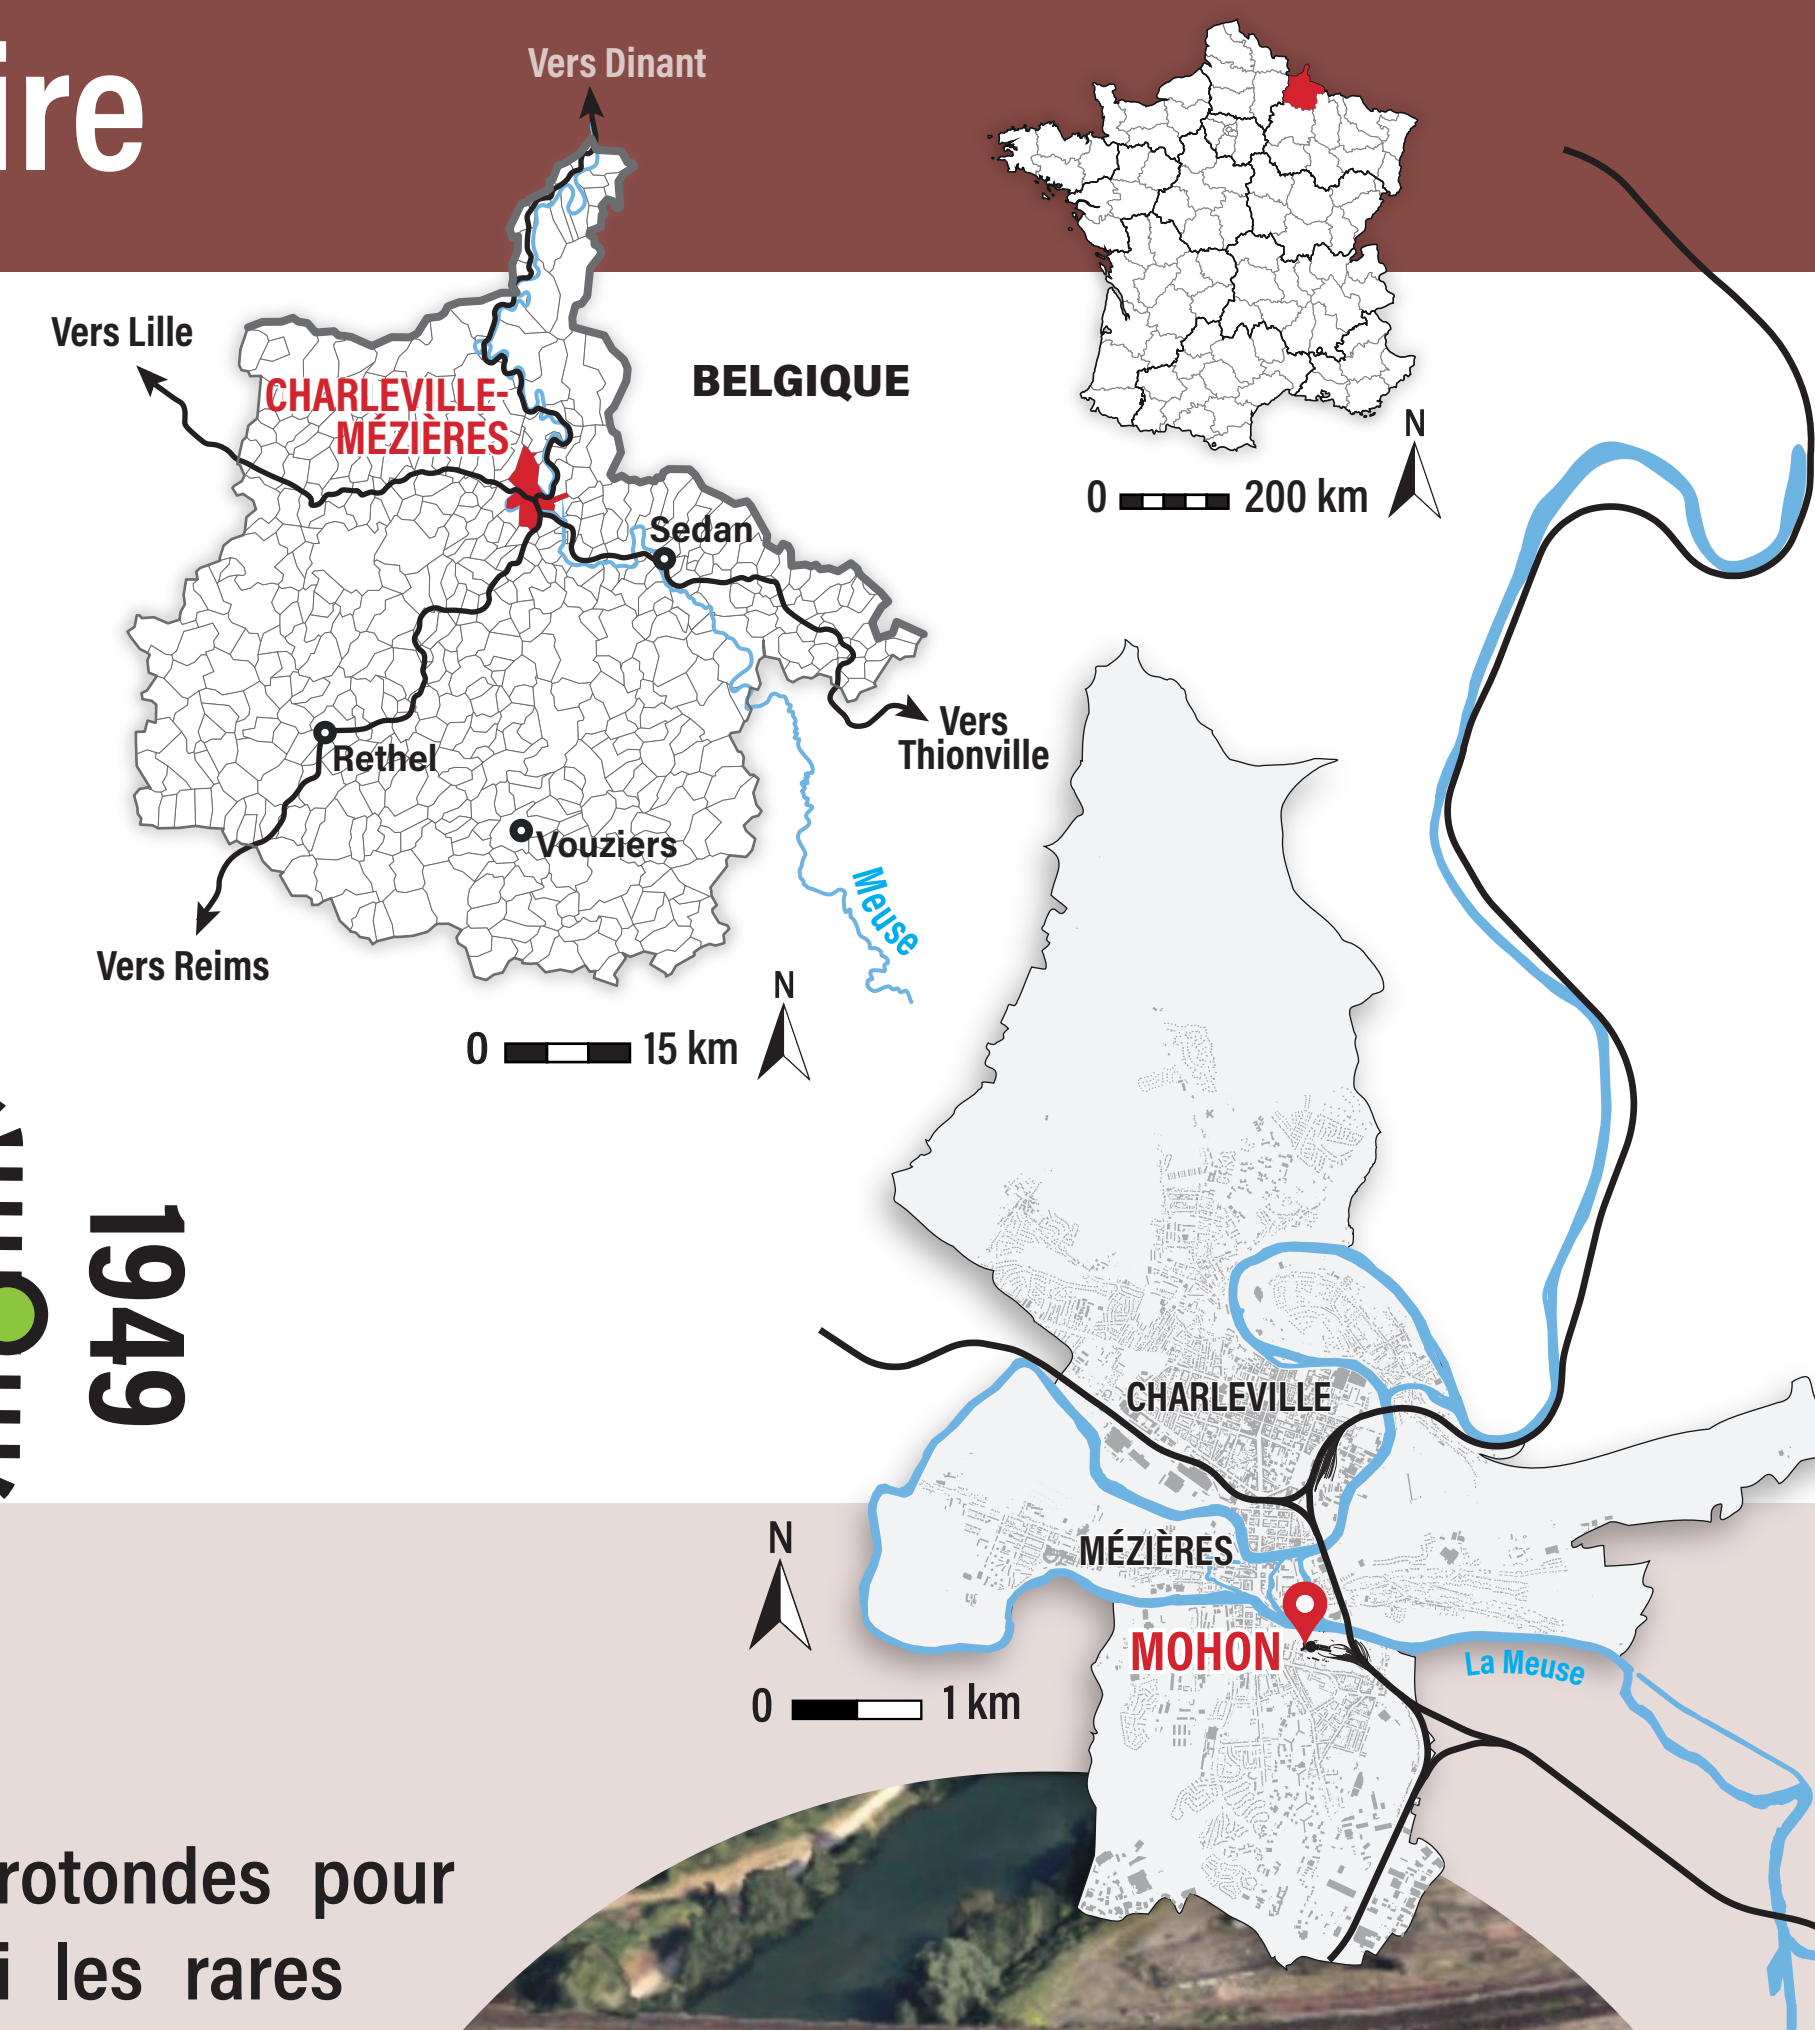 ire
Vers Dinant
Vers Lille
CHARLEVILLE-
MÉZIÈRES
BELGIQUE
Sedan
Vers
Thionville
Rethel
Vouziers
Meuse
Vers Reims
N
0 15 km
N
0 200 km
1949
CHARLEVILLE
MÉZIÈRES
MOHON
La Meuse
N
0 1 km
rotondes pour
i les rares